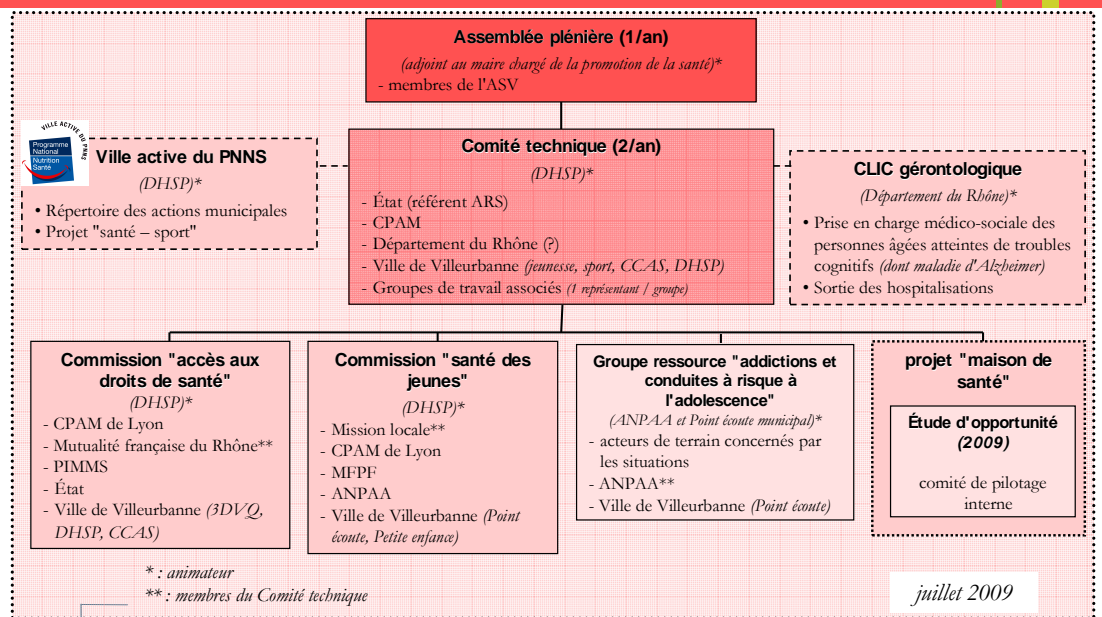 Assemblée plénière (1/an)
(adjoint au maire chargé de la promotion de la santé)*
- membres de l'ASV
VILLE ACTIVE DU PNNS
Programme
National
Nutrition
Santé
Ville active du PNNS
(DHSP)*
• Répertoire des actions municipales
• Projet "santé – sport"
Comité technique (2/an)
(DHSP)*
- État (référent ARS)
- CPAM
- Département du Rhône (?)
- Ville de Villeurbanne (jeunesse, sport, CCAS, DHSP)
- Groupes de travail associés (1 représentant / groupe)
CLIC gérontologique
(Département du Rhône)*
• Prise en charge médico-sociale des
personnes âgées atteintes de troubles
cognitifs (dont maladie d'Alzheimer)
• Sortie des hospitalisations
Commission "accès aux
droits de santé"
(DHSP)*
- CPAM de Lyon
- Mutualité française du Rhône**
- PIMMS
- État
- Ville de Villeurbanne (3DVQ,
DHSP, CCAS)
Commission "santé des
jeunes"
(DHSP)*
- Mission locale**
- CPAM de Lyon
- MFPF
- ANPAA
- Ville de Villeurbanne (Point
écoute, Petite enfance)
Groupe ressource "addictions et
conduites à risque à
l'adolescence"
(ANPAA et Point écoute municipal)*
- acteurs de terrain concernés par
les situations
- ANPAA**
- Ville de Villeurbanne (Point écoute)
projet "maison de
santé"
Étude d'opportunité
(2009)
comité de pilotage
interne
* : animateur
** : membres du Comité technique
juillet 2009